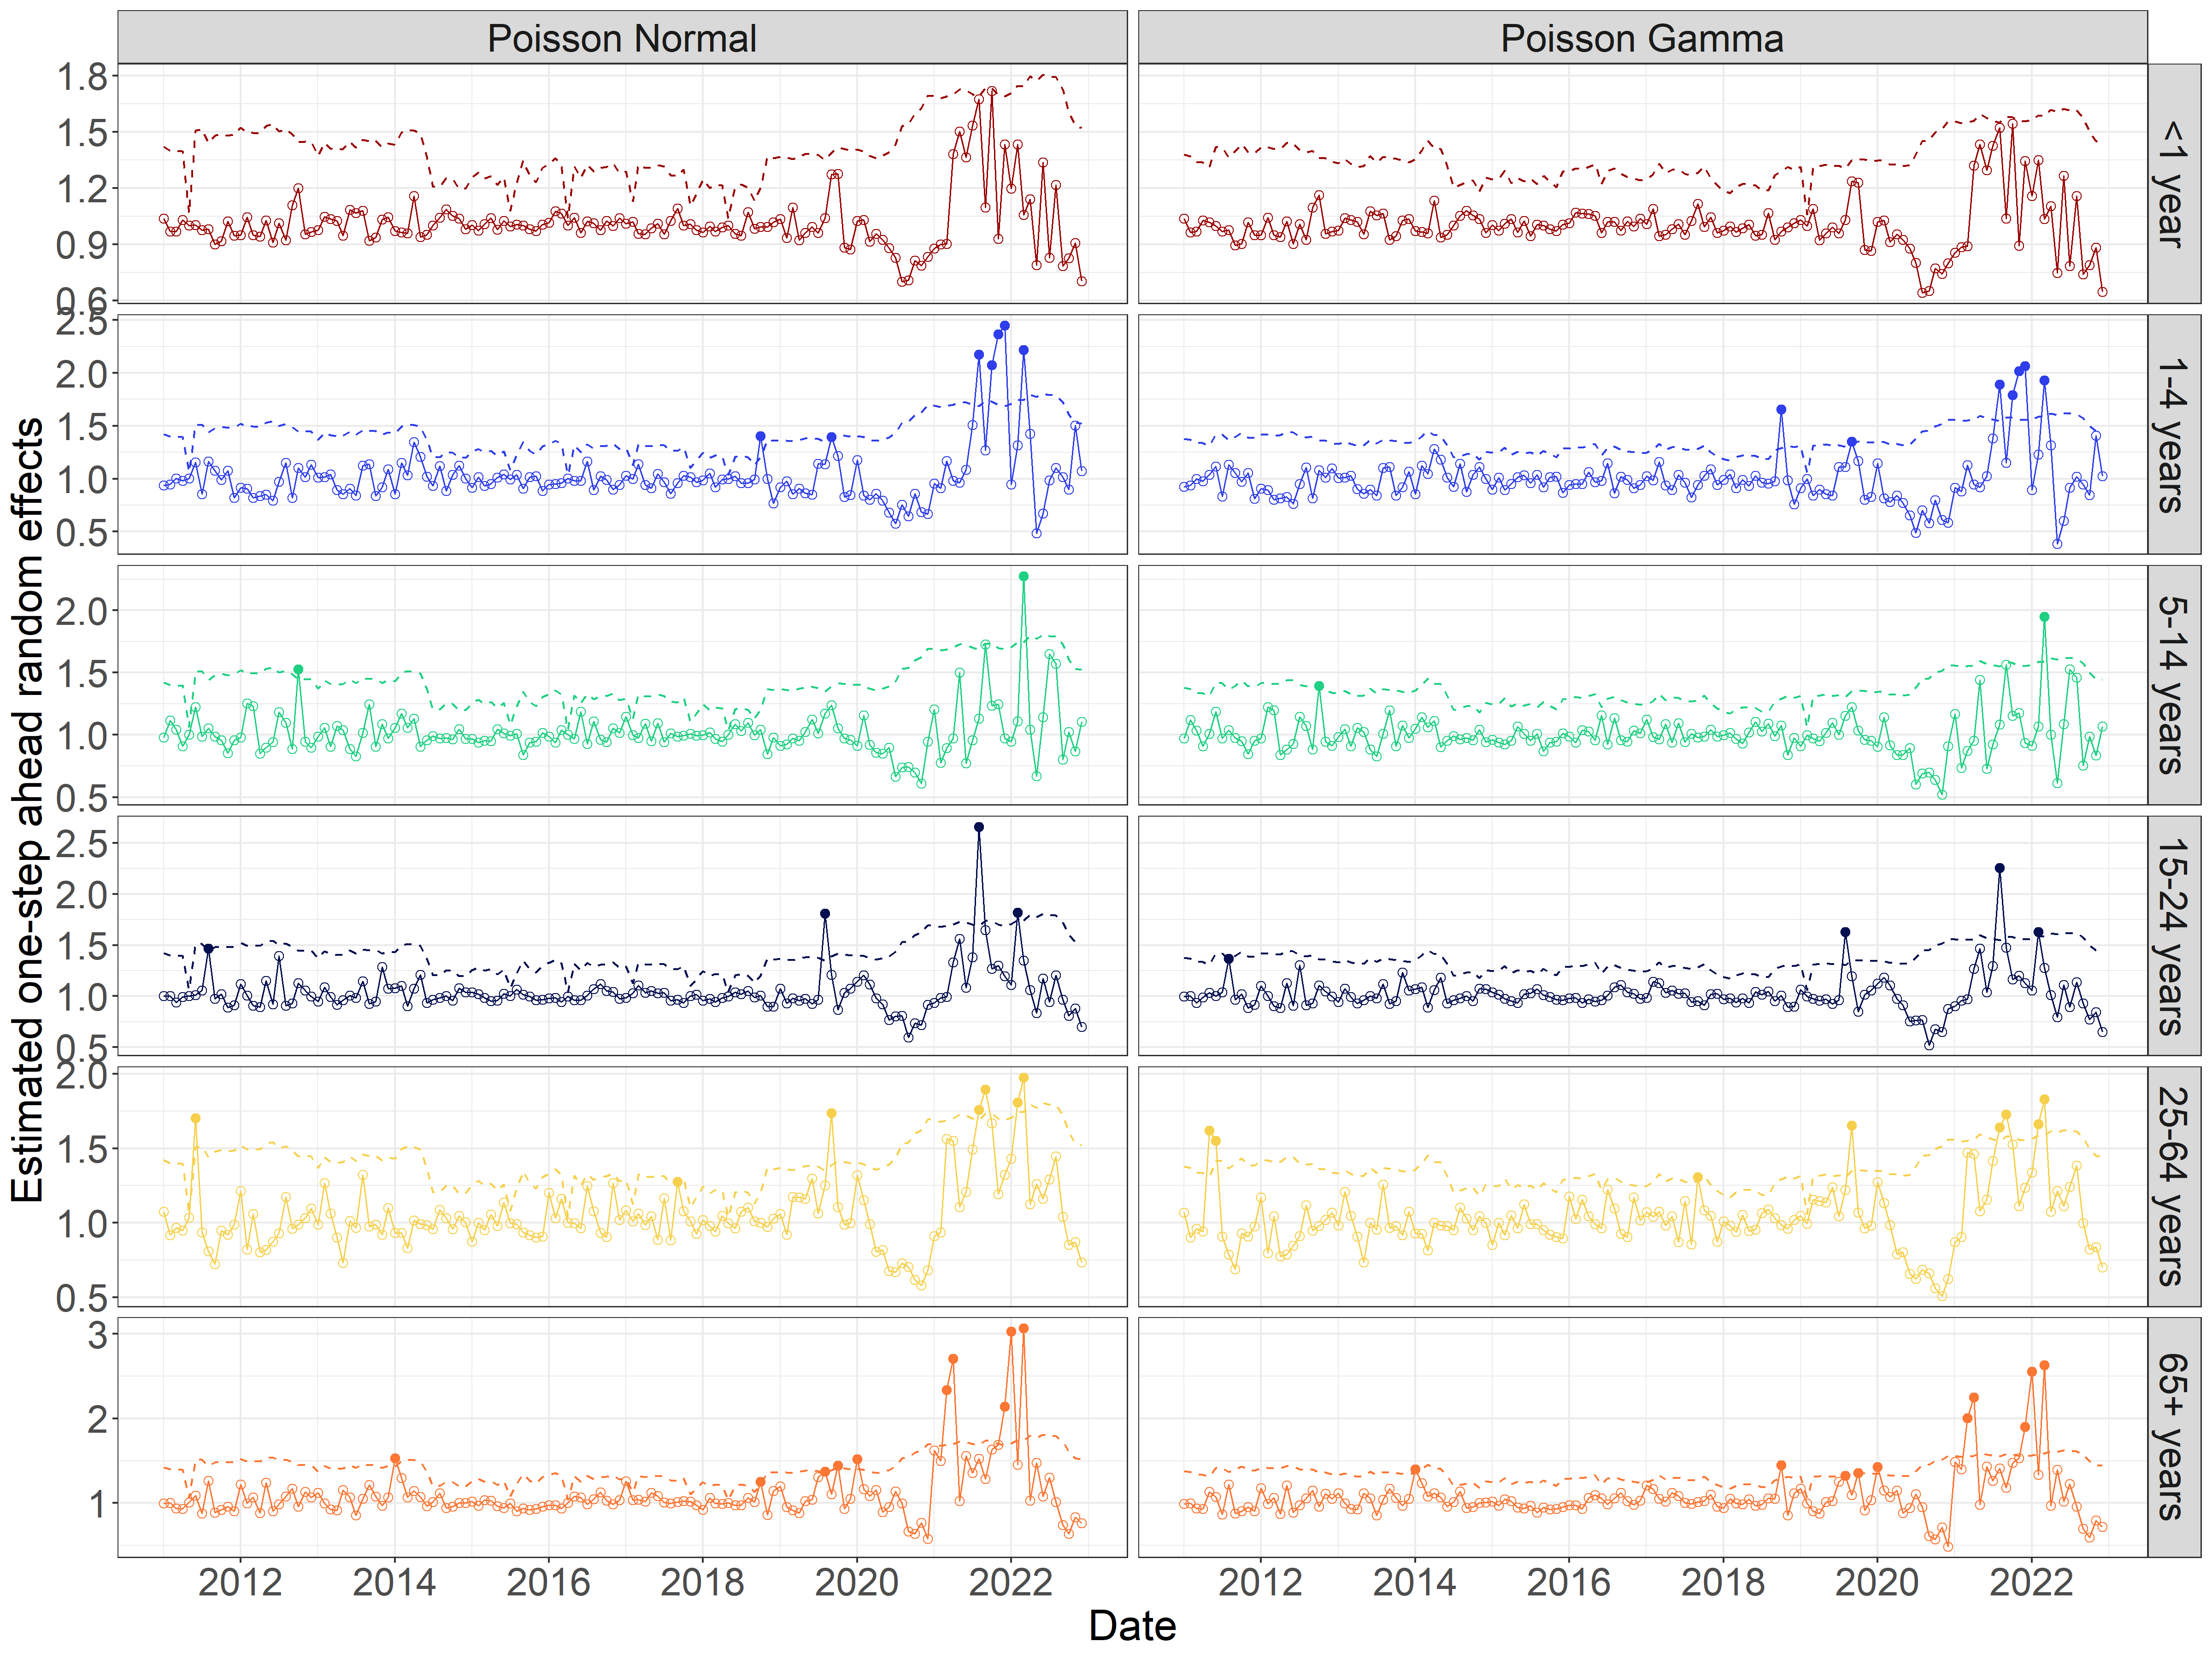 Poisson Normal
Poisson Gamma
Estimated one-step ahead random effects
1.8
1.5
1.2
0.9
0.6
<1 year
2.5
2.0
1.5
1.0
0.5
1-4 years
2.0
1.5
1.0
0.5
5-14 years
2.5
2.0
1.5
1.0
0.5
15-24 years
2.0
1.5
1.0
0.5
25-64 years
3
2
1
65+ years
2012 2014 2016 2018 2020 2022
2012 2014 2016 2018 2020 2022
Date